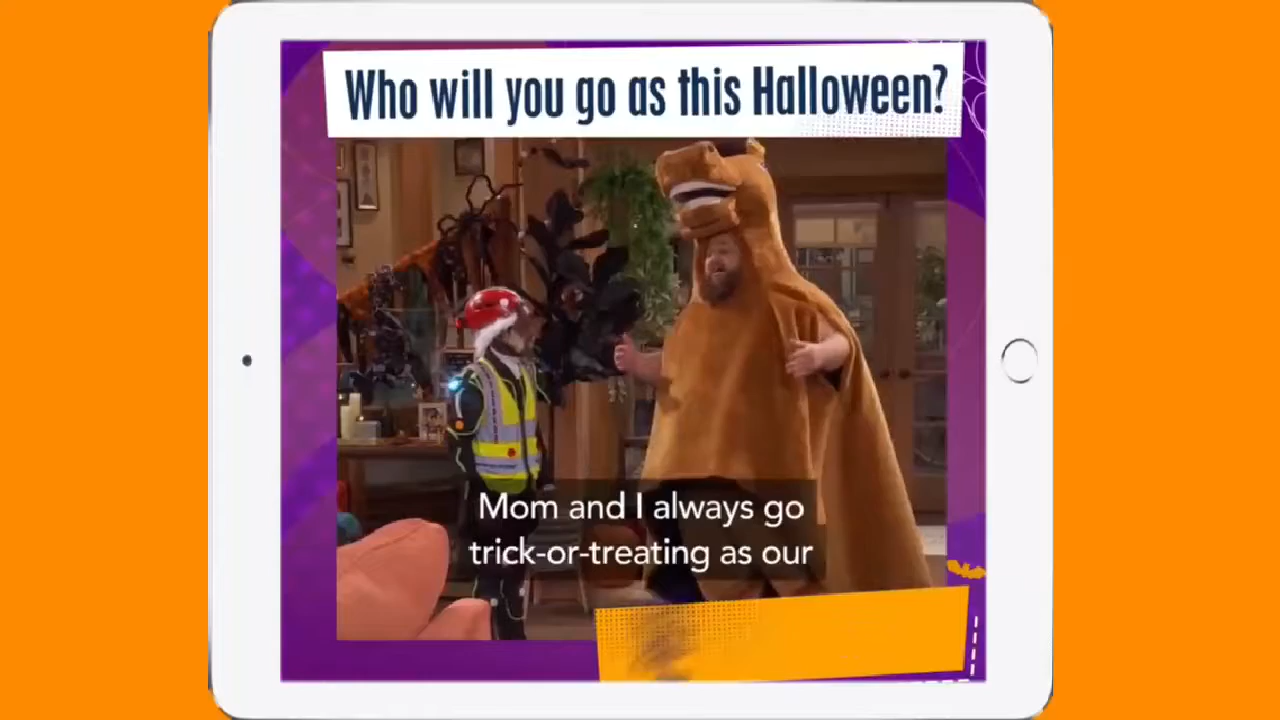 Who will you go as this Halloween?
Mom and I always go
trick-or-treating as our